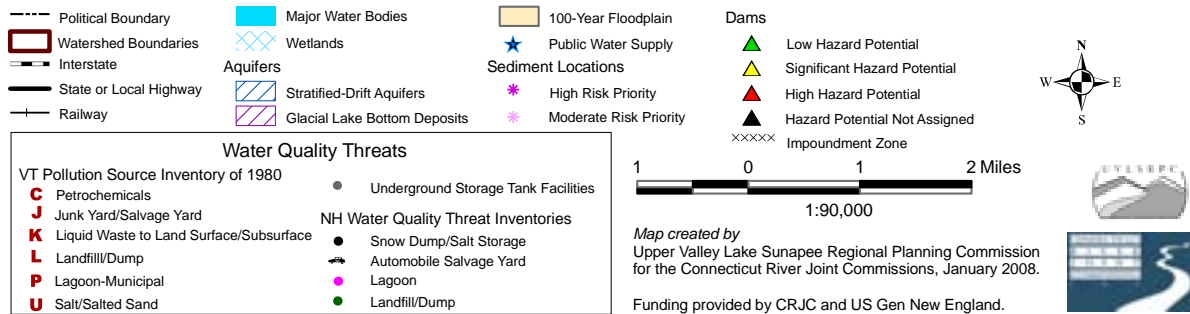 Political Boundary
Watershed Boundaries
Interstate
State or Local Highway
Railway
Major Water Bodies
Wetlands
Aquifers
Stratified-Drift Aquifers
Glacial Lake Bottom Deposits
100-Year Floodplain
Public Water Supply
Sediment Locations
High Risk Priority
Moderate Risk Priority
Dams
Low Hazard Potential
Significant Hazard Potential
High Hazard Potential
Hazard Potential Not Assigned
Impoundment Zone
N
W E
S
Water Quality Threats
VT Pollution Source Inventory of 1980
C Petrochemicals
J Junk Yard/Salvage Yard
K Liquid Waste to Land Surface/Subsurface
L Landfilll/Dump
P Lagoon-Municipal
U Salt/Salted Sand
Underground Storage Tank Facilities
NH Water Quality Threat Inventories
Snow Dump/Salt Storage
Automobile Salvage Yard
Lagoon
Landfill/Dump
1 0 1 2 Miles
1:90,000
Map created by
Upper Valley Lake Sunapee Regional Planning Commission
for the Connecticut River Joint Commissions, January 2008.
Funding provided by CRJC and US Gen New England.